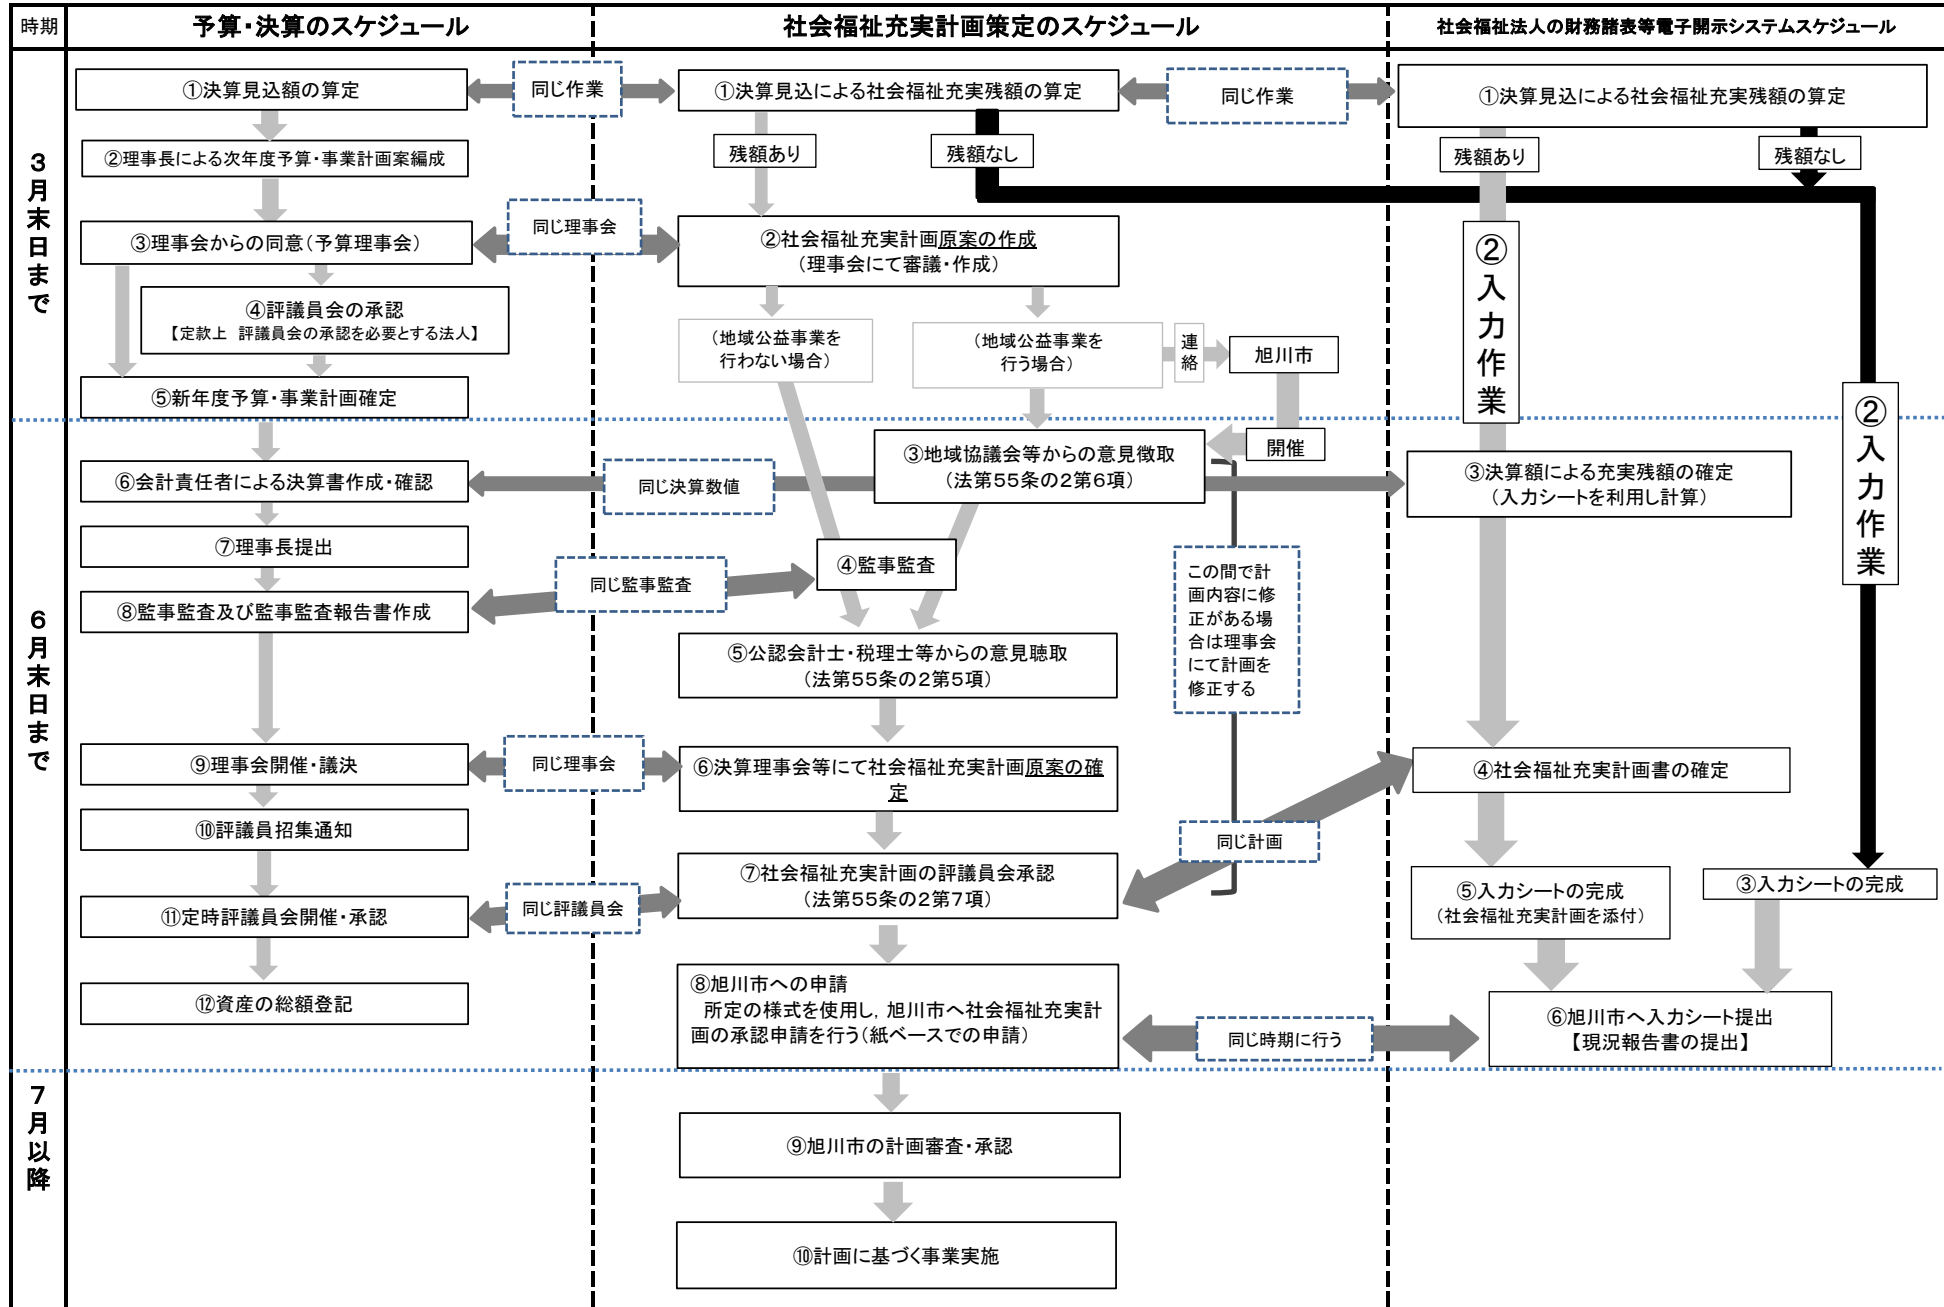 時期
予算・決算のスケジュール
社会福祉充実計画策定のスケジュール
社会福祉法人の財務諸表等電子開示システムスケジュール
3月末日まで
①決算見込額の算定
②理事長による次年度予算・事業計画案編成
③理事会からの同意(予算理事会)
④評議員会の承認
【定款上　評議員会の承認を必要とする法人】
⑤新年度予算・事業計画確定
同じ作業
同じ理事会
①決算見込による社会福祉充実残額の算定
残額あり
残額なし
②社会福祉充実計画原案の作成
(理事会にて審議・作成)
(地域公益事業を
行わない場合)
(地域公益事業を
行う場合)
連絡
旭川市
開催
同じ作業
①決算見込による社会福祉充実残額の算定
残額あり
残額なし
②入力作業
②入力作業
6月末日まで
⑥会計責任者による決算書作成・確認
⑦理事長提出
⑧監事監査及び監事監査報告書作成
⑨理事会開催・議決
⑩評議員招集通知
⑪定時評議員会開催・承認
⑫資産の総額登記
同じ決算数値
同じ監事監査
同じ理事会
同じ評議員会
③地域協議会等からの意見徴取
(法第55条の2第6項)
④監事監査
⑤公認会計士・税理士等からの意見聴取
(法第55条の2第5項)
⑥決算理事会等にて社会福祉充実計画原案の確
定
⑦社会福祉充実計画の評議員会承認
(法第55条の2第7項)
⑧旭川市への申請
所定の様式を使用し，旭川市へ社会福祉充実計
画の承認申請を行う(紙ベースでの申請)
この間で計
画内容に修
正がある場
合は理事会
にて計画を
修正する
同じ計画
同じ時期に行う
③決算額による充実残額の確定
(入力シートを利用し計算)
④社会福祉充実計画書の確定
⑤入力シートの完成
(社会福祉充実計画を添付)
③入力シートの完成
⑥旭川市へ入力シート提出
【現況報告書の提出】
7月以降
⑨旭川市の計画審査・承認
⑩計画に基づく事業実施